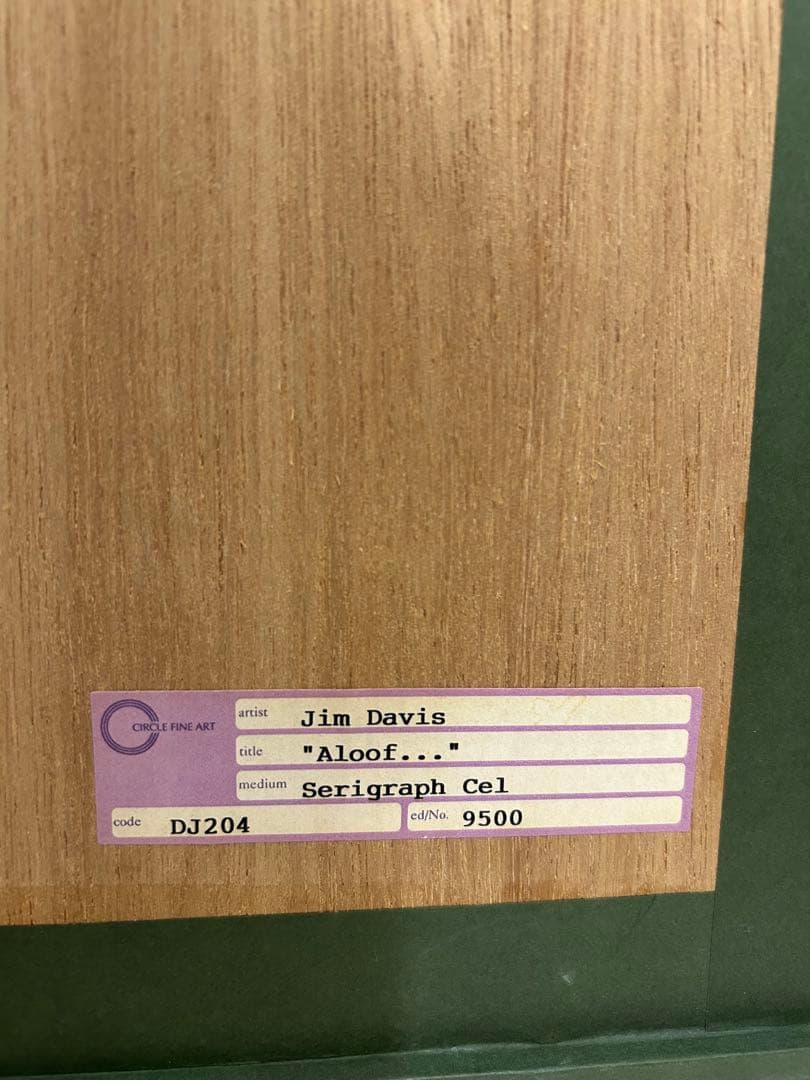 CIRCLE FINE ART
artist Jim Davis
title "Aloof..."
medium Serigraph Cel
code DJ204 ed/No. 9500